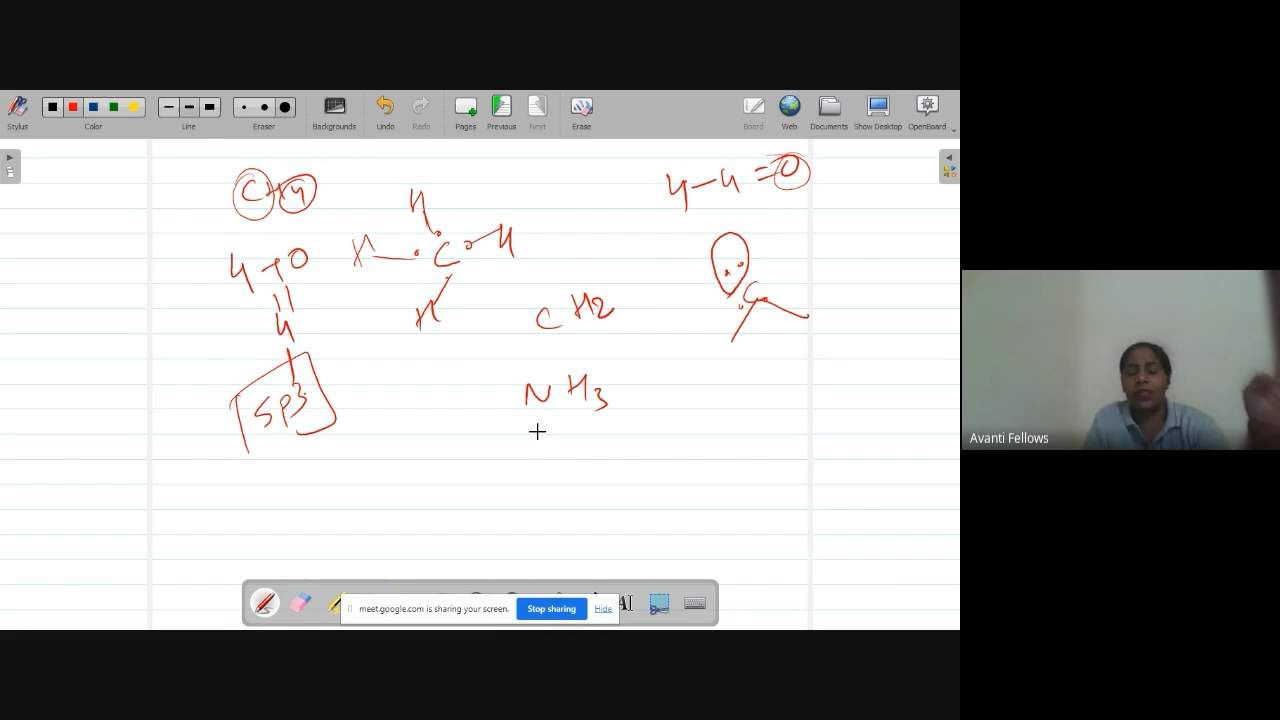 Stylus
Color
Line
Eraser
Backgrounds
Undo
Redo
Pages
Previous
Next
Erase
Board
Web
Documents
Show Desktop
OpenBoard
CH4
4-4=0
H
H C H
H
4+0
=
4
SP3
C
CH2
NH3
Avanti Fellows
meet.google.com is sharing your screen.
Stop sharing
Hide
AI